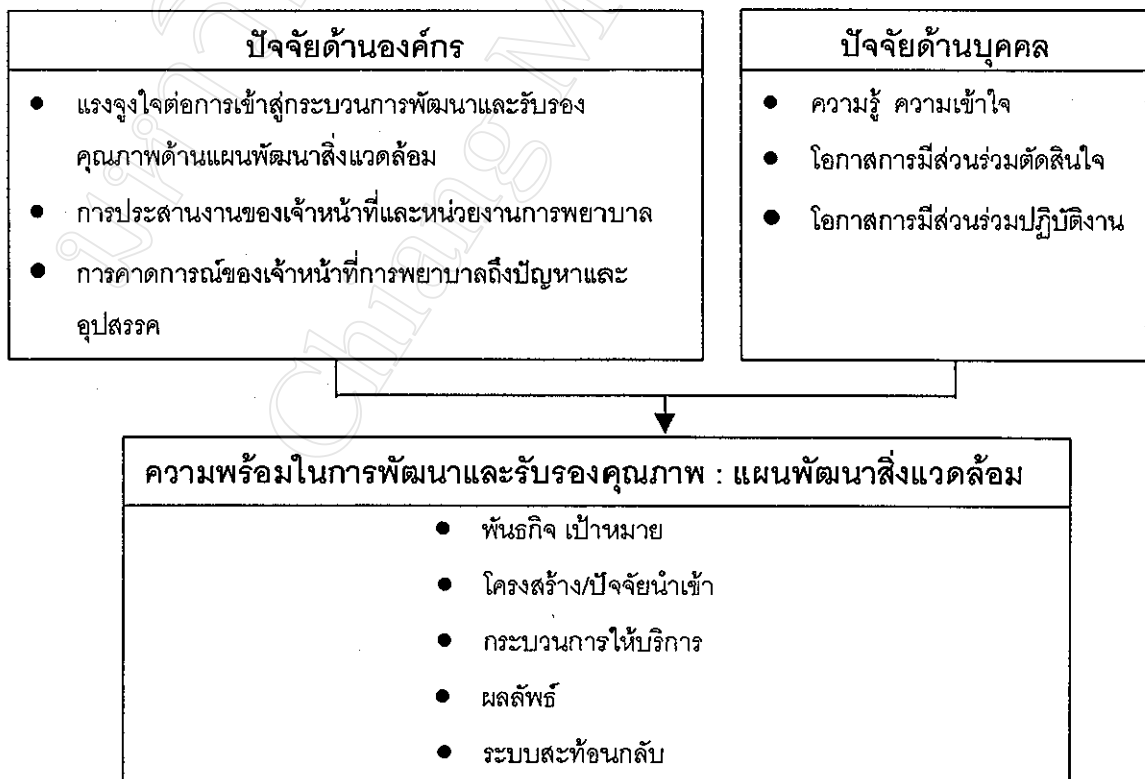 ปัจจัยด้านองค์กร
แรงจูงใจต่อการเข้าสู่กระบวนการพัฒนาและรับรอง
คุณภาพด้านแผนพัฒนาสิ่งแวดล้อม
การประสานงานของเจ้าหน้าที่และหน่วยงานการพยาบาล
การคาดการณ์ของเจ้าหน้าที่การพยาบาลถึงปัญหาและ
อุปสรรค
ปัจจัยด้านบุคคล
ความรู้ ความเข้าใจ
โอกาสการมีส่วนร่วมตัดสินใจ
โอกาสการมีส่วนร่วมปฏิบัติงาน
ความพร้อมในการพัฒนาและรับรองคุณภาพ : แผนพัฒนาสิ่งแวดล้อม
พันธกิจ เป้าหมาย
โครงสร้าง/ปัจจัยนำเข้า
กระบวนการให้บริการ
ผลลัพธ์
ระบบสะท้อนกลับ
Chiang M